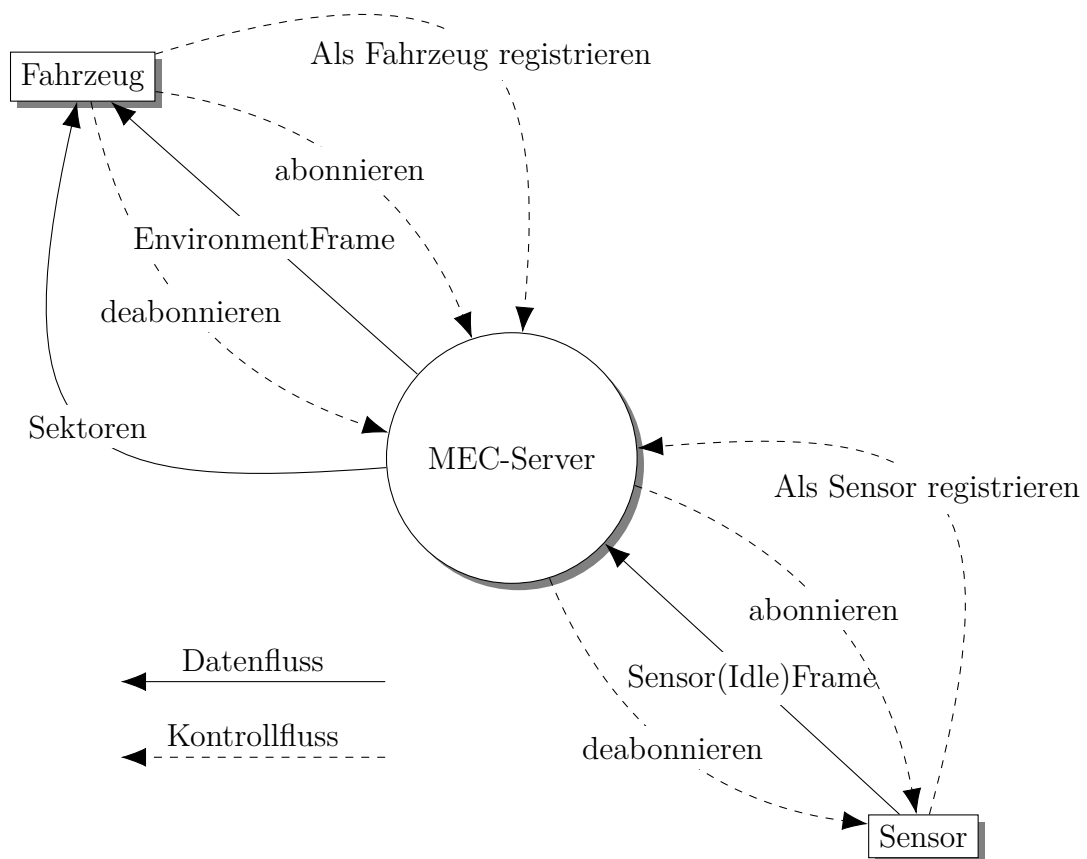 Als Fahrzeug registrieren
Fahrzeug
abonnieren
EnvironmentFrame
deabonnieren
Sektoren
MEC-Server
Als Sensor registrieren
abonnieren
Datenfluss
Sensor(Idle)Frame
Kontrollfluss
deabonnieren
Sensor